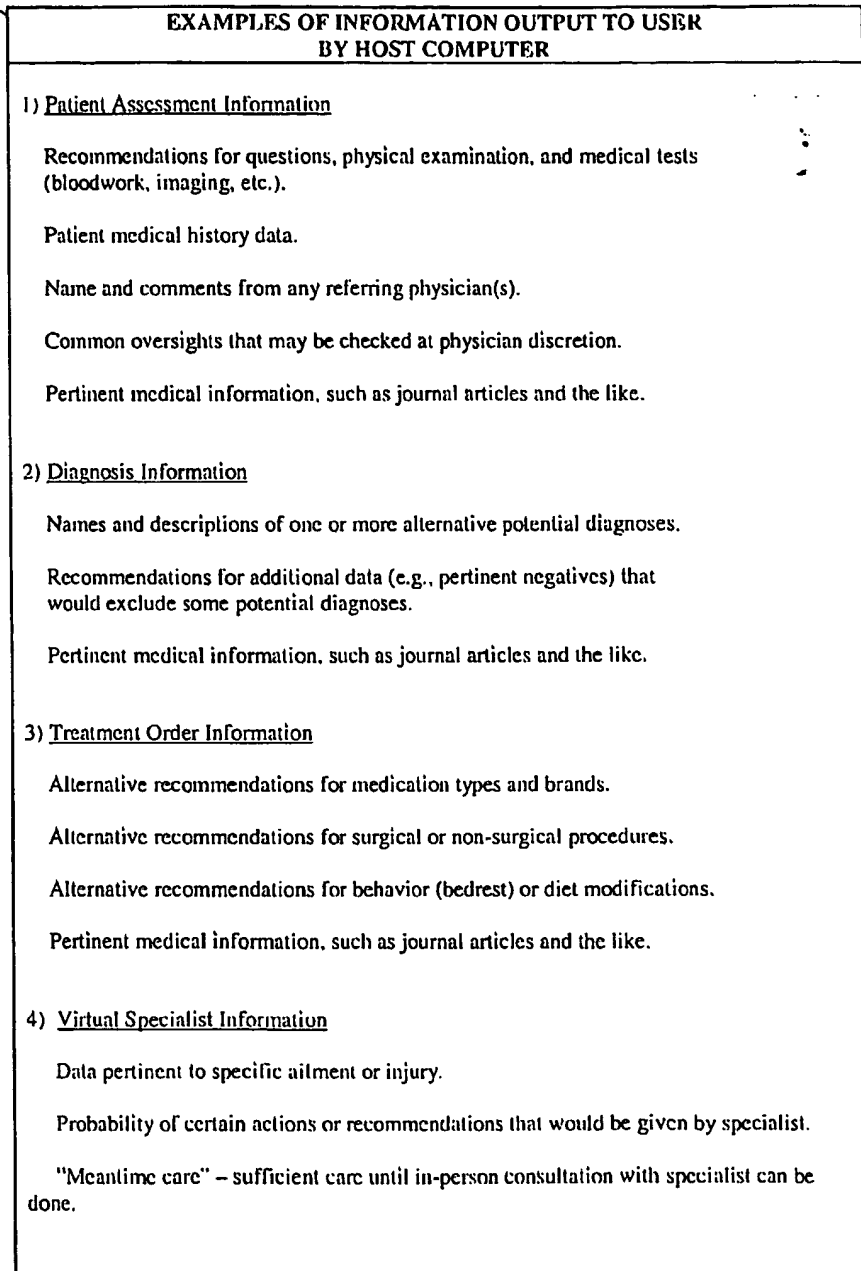 EXAMPLES OF INFORMATION OUTPUT TO USER
BY HOST COMPUTER
1) Patient Assessment Information
Recommendations for questions, physical examination, and medical tests
(bloodwork, imaging, etc.).
Patient medical history data.
Name and comments from any referring physician(s).
Common oversights that may be checked at physician discretion.
Pertinent medical information, such as journal articles and the like.
2) Diagnosis Information
Names and descriptions of one or more alternative potential diagnoses.
Recommendations for additional data (e.g., pertinent negatives) that
would exclude some potential diagnoses.
Pertinent medical information, such as journal articles and the like.
3) Treatment Order Information
Alternative recommendations for medication types and brands.
Alternative recommendations for surgical or non-surgical procedures.
Alternative recommendations for behavior (bedrest) or diet modifications.
Pertinent medical information, such as journal articles and the like.
4) Virtual Specialist Information
Data pertinent to specific ailment or injury.
Probability of certain actions or recommendations that would be given by specialist.
"Meantime care" – sufficient care until in-person consultation with specialist can be
done.